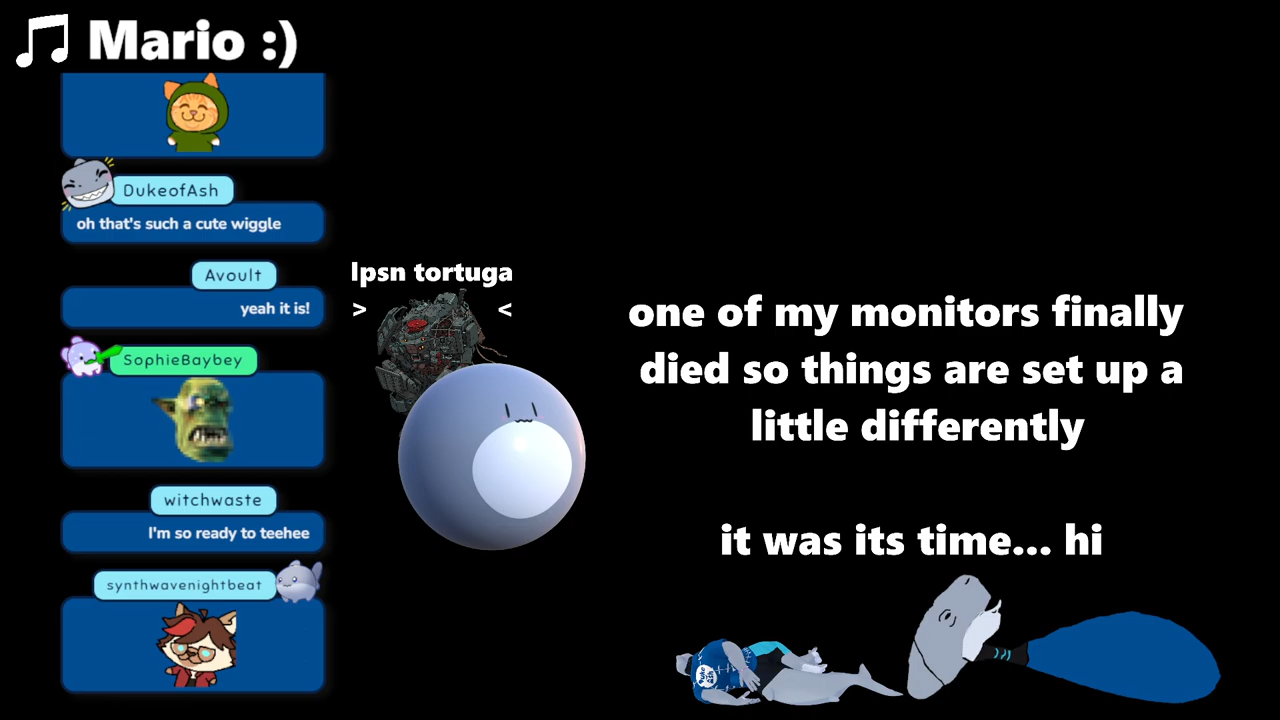 Mario :)
DukeofAsh
oh that's such a cute wiggle
Avoult
yeah it is!
SophieBaybey
witchwaste
I'm so ready to teehee
synthwavenightbeat
lpsn tortuga
> <
one of my monitors finally
died so things are set up a
little differently
it was its time... hi